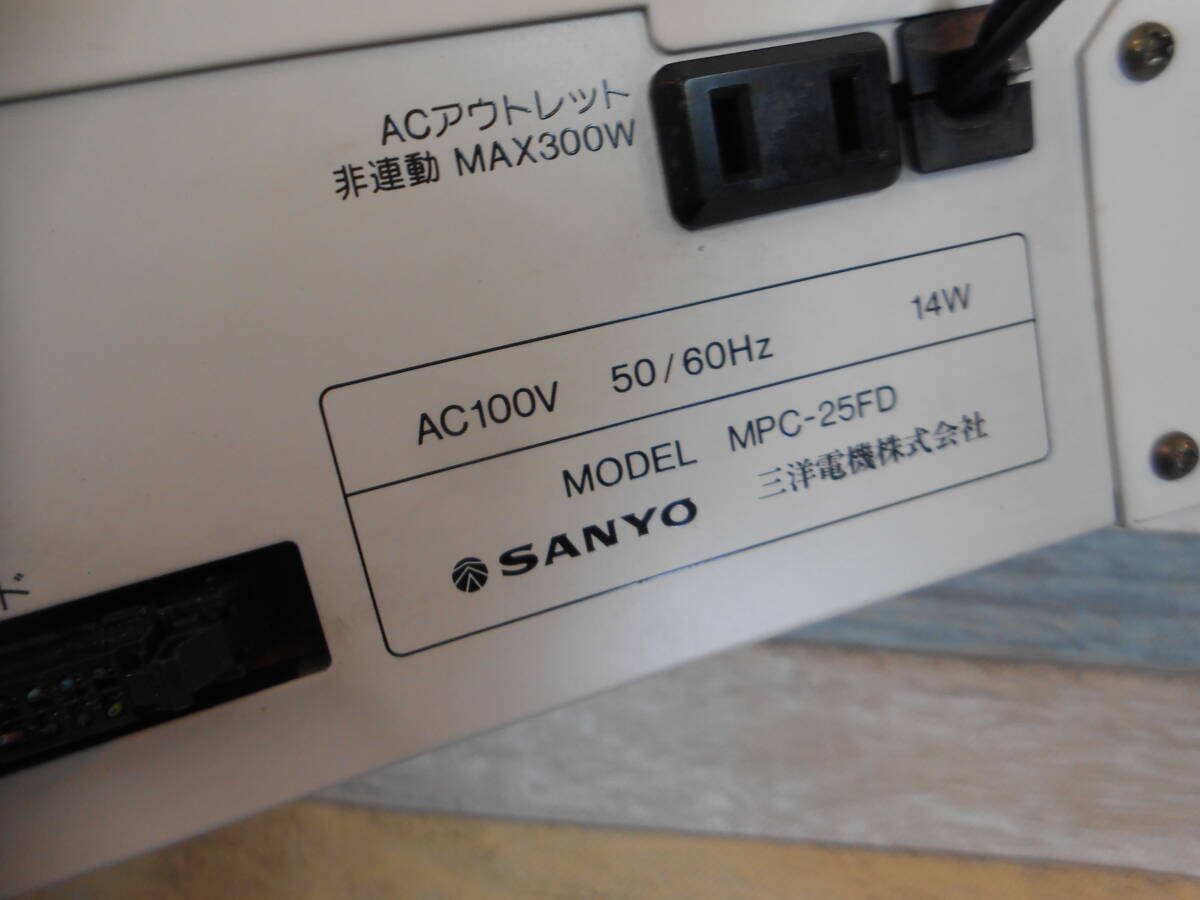 ACアウトレット
非連動 MAX300W
AC100V 50/60Hz 14W
MODEL MPC-25FD
SANYO 三洋電機株式会社
ド